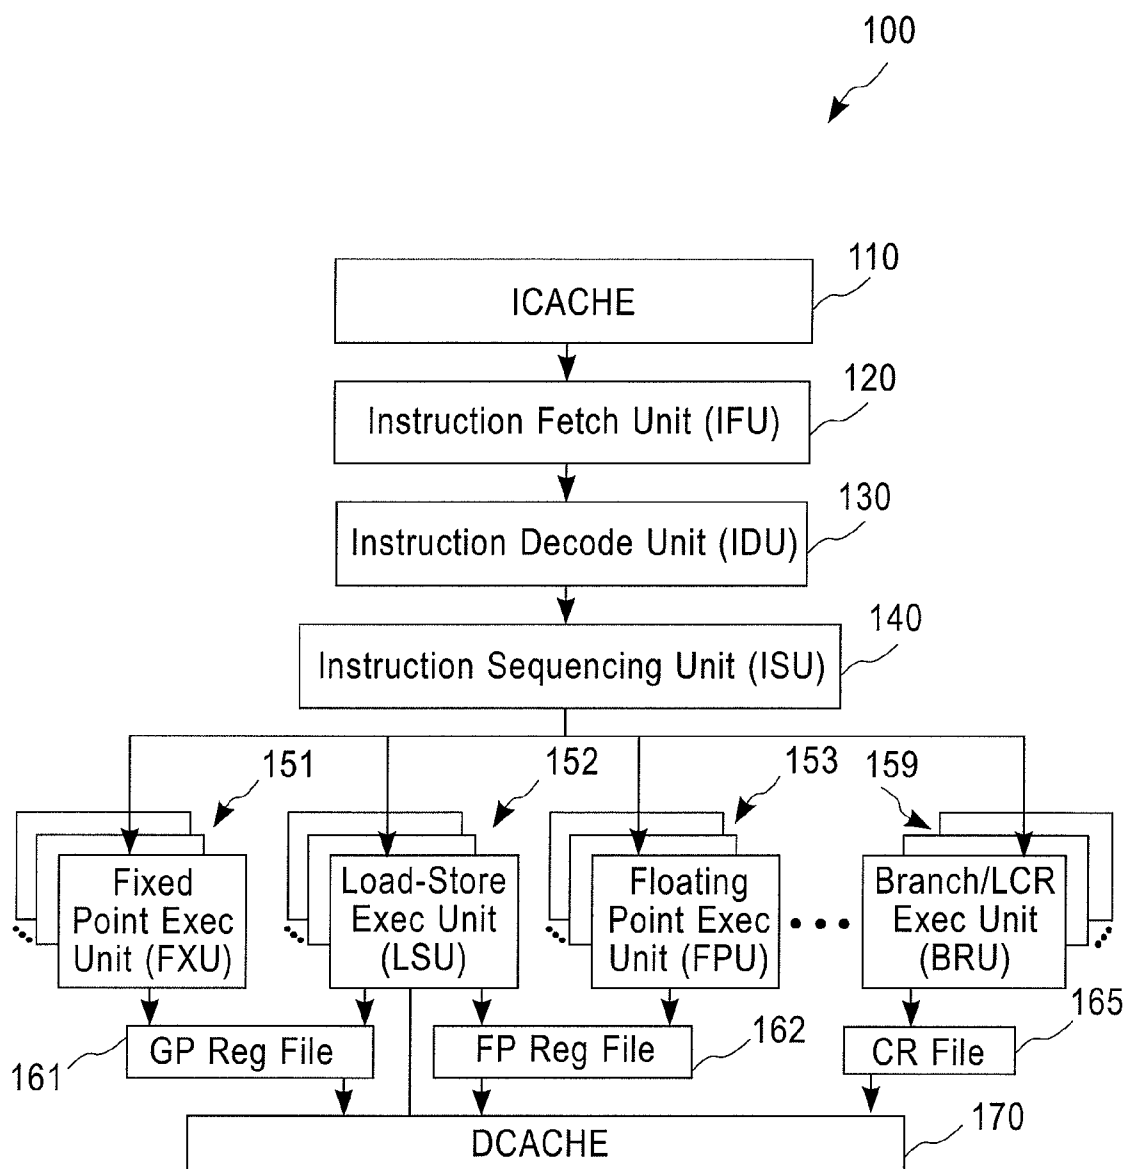 100
110
ICACHE
120
Instruction Fetch Unit (IFU)
130
Instruction Decode Unit (IDU)
140
Instruction Sequencing Unit (ISU)
151
152
153
159
Fixed
Point Exec
Unit (FXU)
Load-Store
Exec Unit
(LSU)
Floating
Point Exec
Unit (FPU)
Branch/LCR
Exec Unit
(BRU)
161
GP Reg File
FP Reg File
162
CR File
165
DCACHE
170